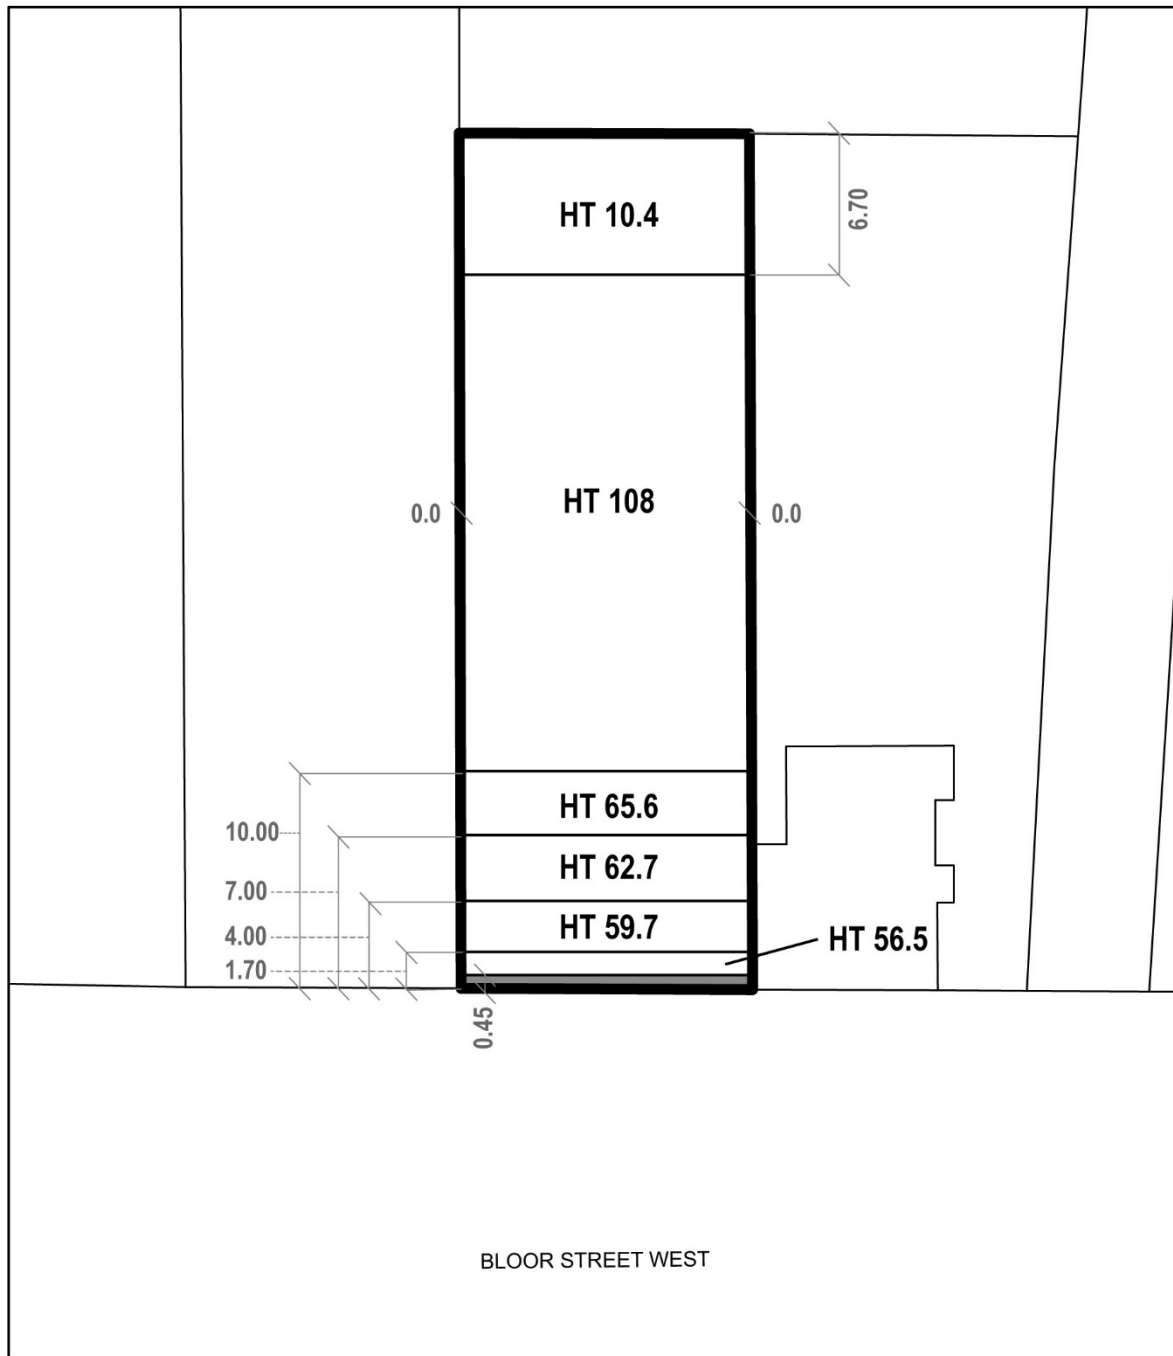 6.70
HT 10.4
HT 108
0.0
0.0
HT 65.6
10.00
HT 62.7
7.00
HT 59.7
4.00
HT 56.5
1.70
0.45
BLOOR STREET WEST